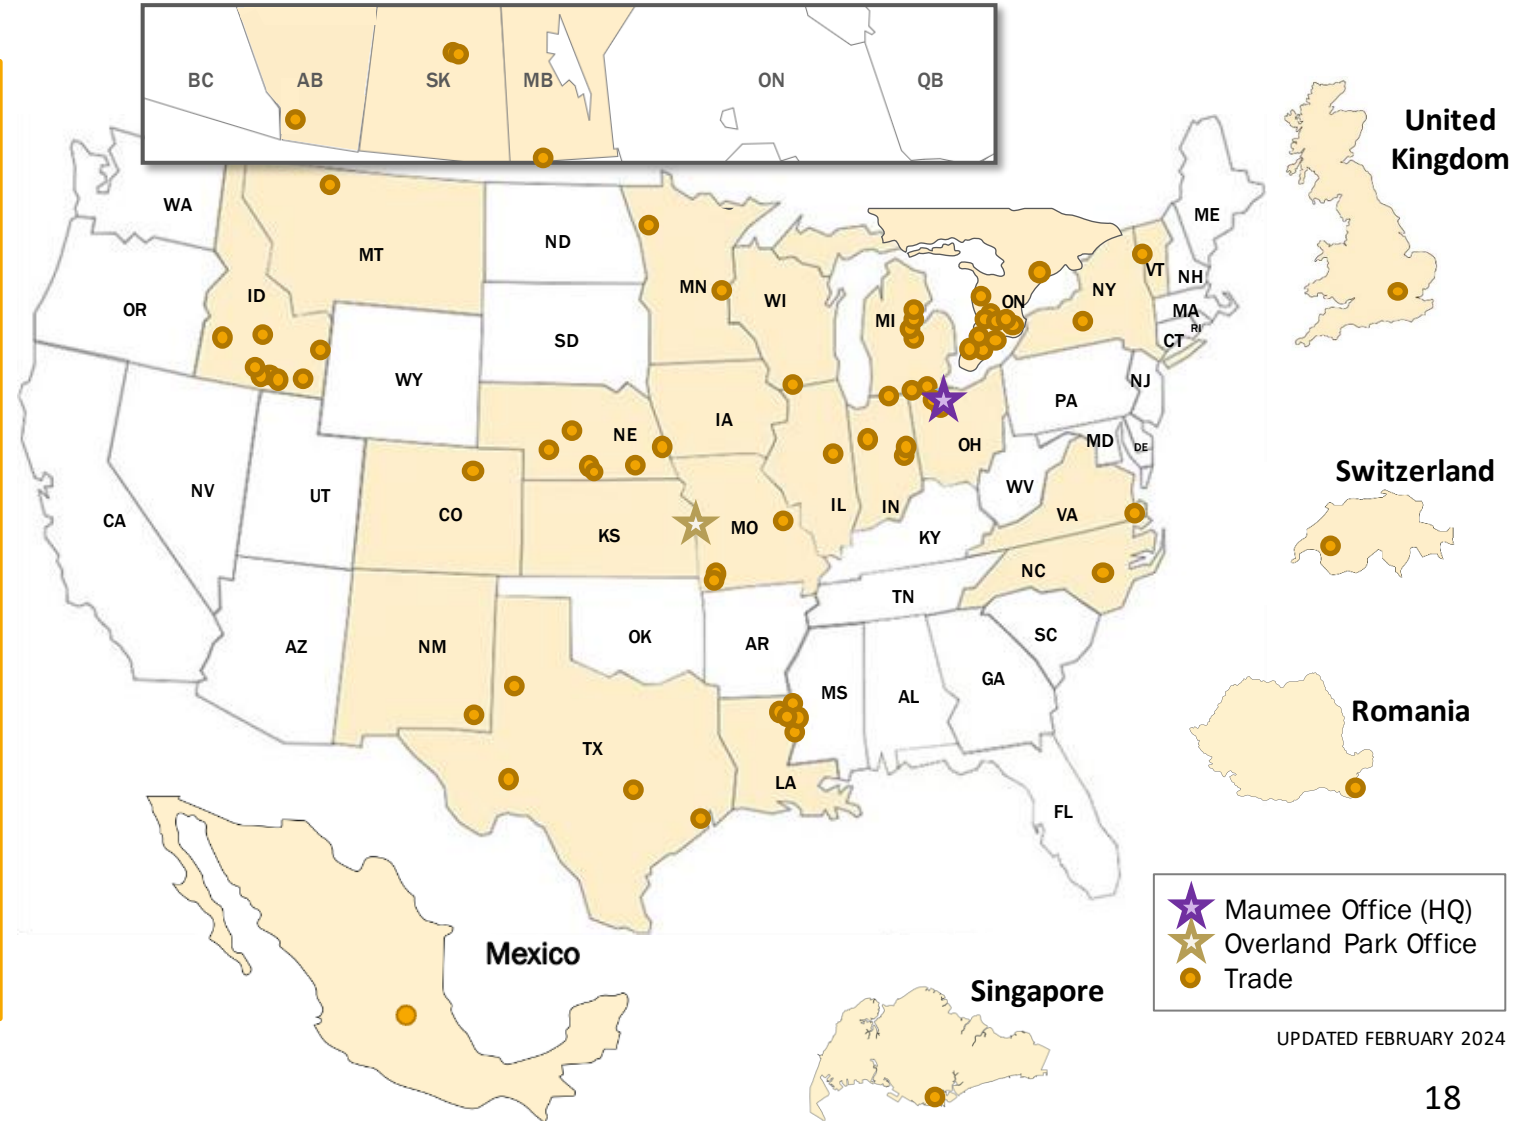 BC
AB
SK
MB
ON
QB
United
Kingdom
WA
ME
MT
ND
MN
VT
NH
ID
OR
WI
NY
ON
MA
RI
MI
CT
SD
WY
NJ
IA
PA
NE
OH
MD
DE
NV
UT
CO
CA
KS
MO
IL
IN
WV
VA
KY
Switzerland
NC
TN
AZ
NM
OK
AR
SC
GA
MS
AL
Romania
TX
LA
FL
Maumee Office (HQ)
Overland Park Office
Trade
Mexico
Singapore
UPDATED FEBRUARY 2024
18